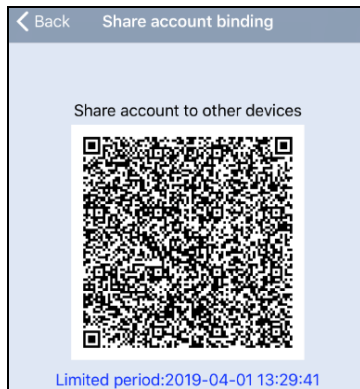 Back Share account binding
Share account to other devices
Limited period:2019-04-01 13:29:41